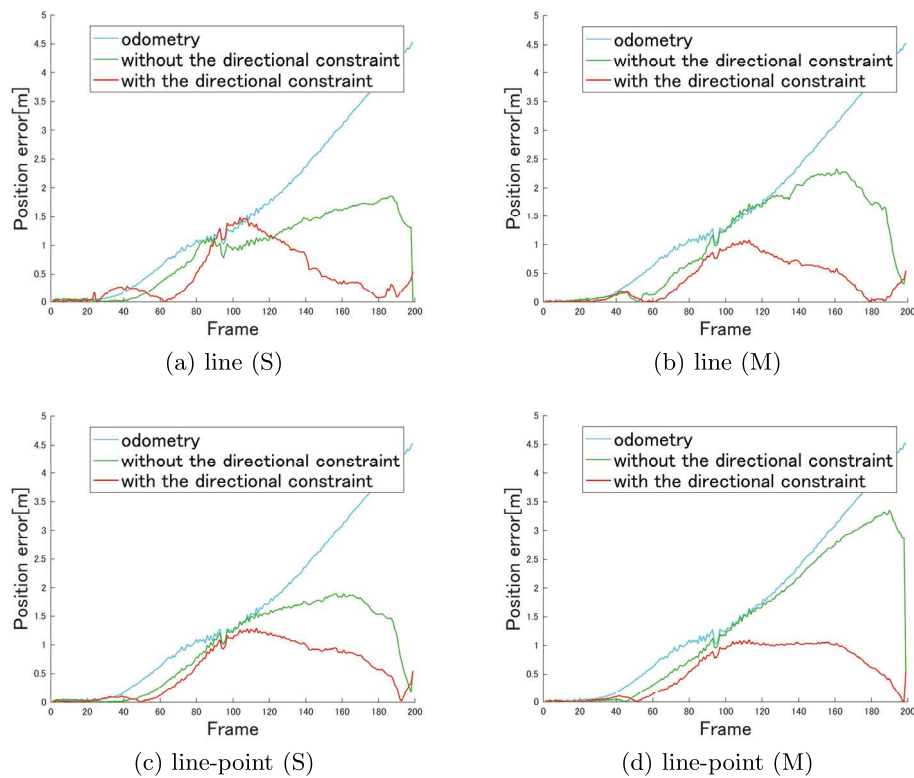 5
4.5
4
3.5
3
2.5
2
1.5
1
0.5
0
Position error[m]
odometry
without the directional constraint
with the directional constraint
0 20 40 60 80 100 120 140 160 180 200
Frame
(a) line (S)
5
4.5
4
3.5
3
2.5
2
1.5
1
0.5
0
Position error[m]
odometry
without the directional constraint
with the directional constraint
0 20 40 60 80 100 120 140 160 180 200
Frame
(b) line (M)
5
4.5
4
3.5
3
2.5
2
1.5
1
0.5
0
Position error[m]
odometry
without the directional constraint
with the directional constraint
0 20 40 60 80 100 120 140 160 180 200
Frame
(c) line-point (S)
5
4.5
4
3.5
3
2.5
2
1.5
1
0.5
0
Position error[m]
odometry
without the directional constraint
with the directional constraint
0 20 40 60 80 100 120 140 160 180 200
Frame
(d) line-point (M)